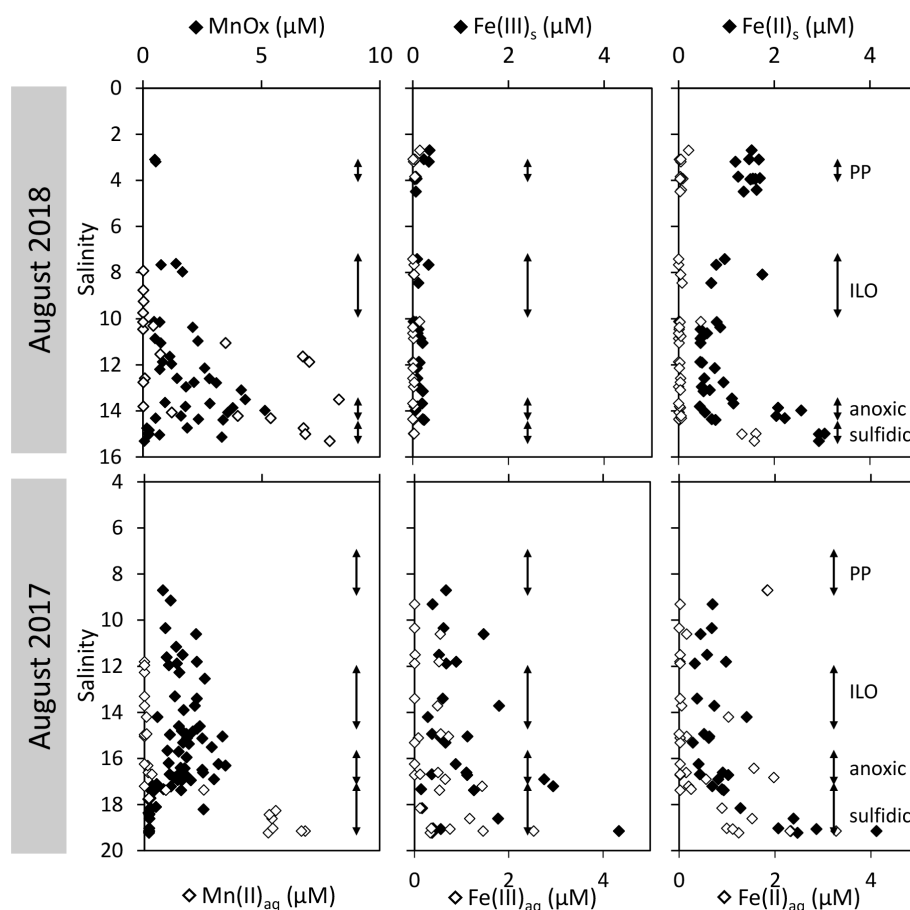 ◆ MnOx (µM) ◆ Fe(III)s (µM) ◆ Fe(II)s (µM)
0 5 10 0 2 4 0 2 4
August 2018
Salinity
0
2
4
6
8
10
12
14
16
PP
ILO
anoxic
sulfidic
August 2017
Salinity
4
6
8
10
12
14
16
18
20
PP
ILO
anoxic
sulfidic
0 2 4 0 2 4
◇ Mn(II)aq (µM) ◇ Fe(III)aq (µM) ◇ Fe(II)aq (µM)